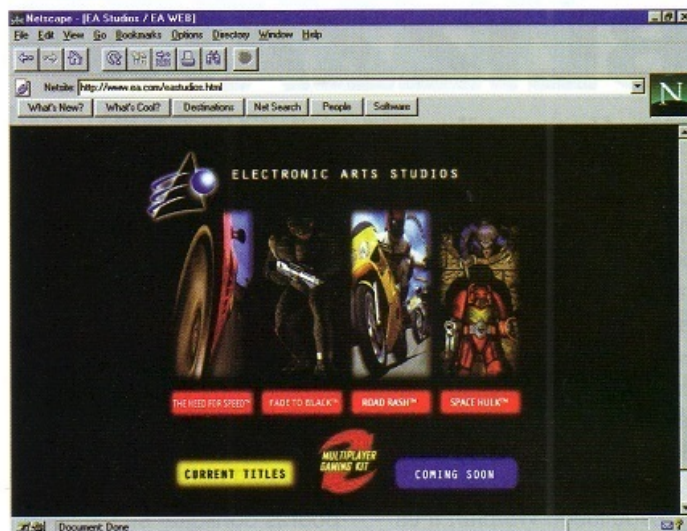 Netscape - [EA Studios / EA WEB]
File Edit View Go Bookmarks Options Directory Window Help
Netsite: http://www.ea.com/eastudios.html
N
What's New? What's Cool? Destinations Net Search People Software
ELECTRONIC ARTS STUDIOS
THE NEED FOR SPEED™ FADE TO BLACK™ ROAD RASH™ SPACE HULK™
MULTIPLAYER
GAMING KIT
CURRENT TITLES COMING SOON
Document: Done